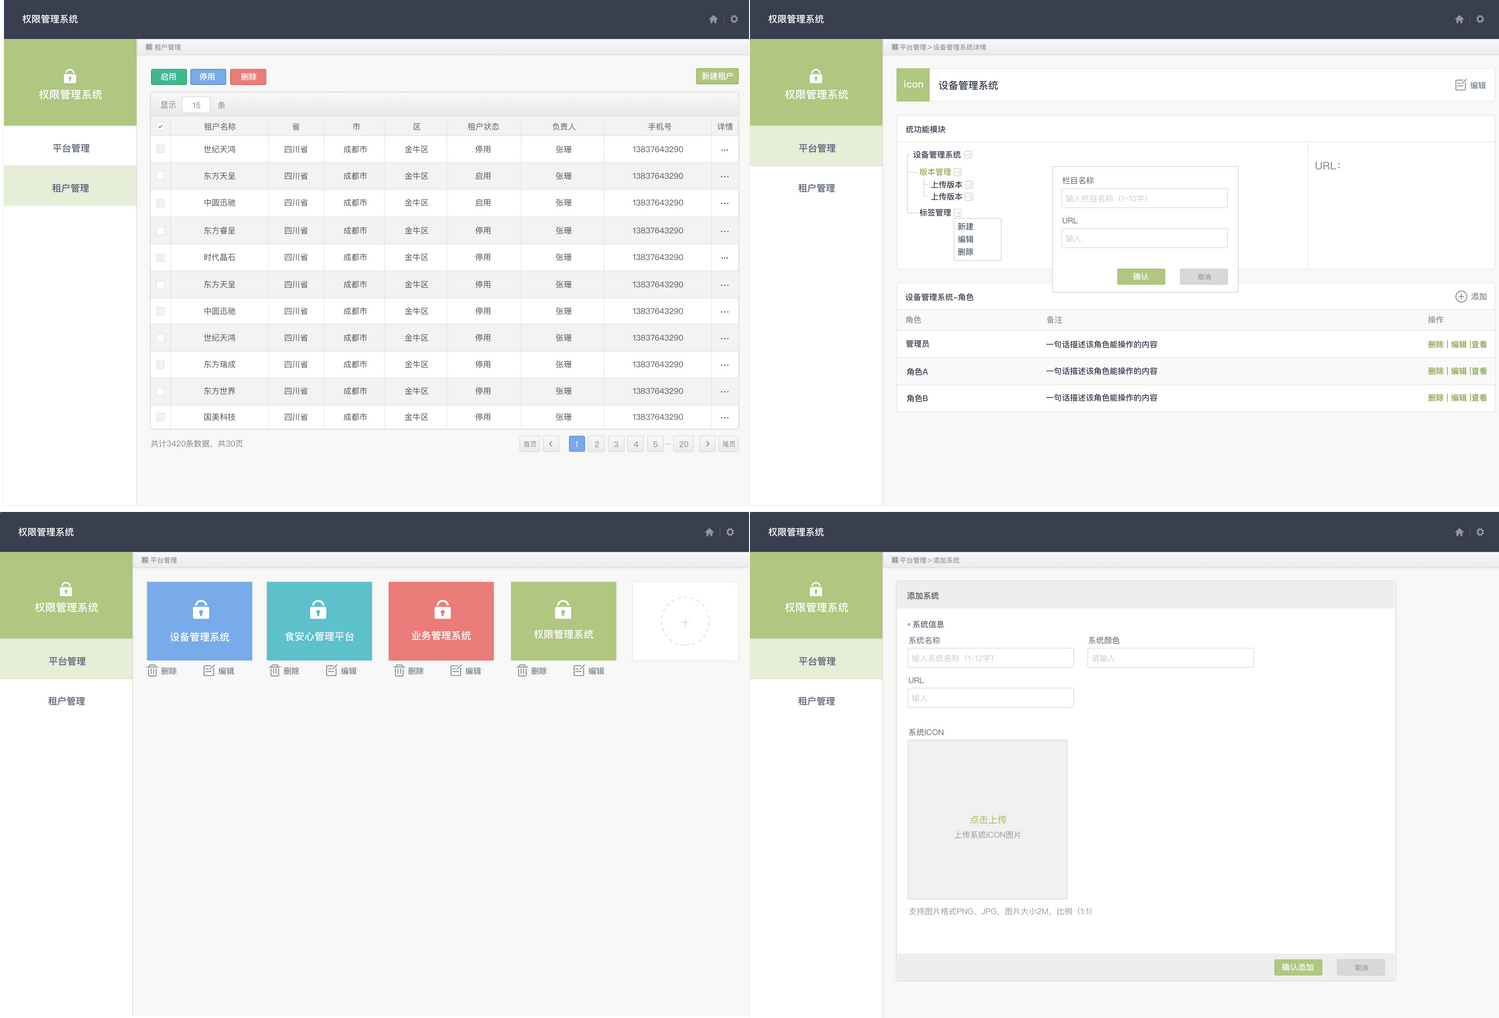 权限管理系统
权限管理系统
平台管理
租户管理
租户管理
启用 停用 删除 新建租户
显示 15 条
租户名称 省 市 区 租户状态 负责人 手机号 详情
世纪天鸿 四川省 成都市 金牛区 停用 张珊 13837643290 ...
东方天呈 四川省 成都市 金牛区 启用 张珊 13837643290 ...
中圆迅驰 四川省 成都市 金牛区 启用 张珊 13837643290 ...
东方睿呈 四川省 成都市 金牛区 停用 张珊 13837643290 ...
时代晶石 四川省 成都市 金牛区 停用 张珊 13837643290 ...
东方天呈 四川省 成都市 金牛区 停用 张珊 13837643290 ...
中圆迅驰 四川省 成都市 金牛区 停用 张珊 13837643290 ...
世纪天鸿 四川省 成都市 金牛区 停用 张珊 13837643290 ...
东方瑞成 四川省 成都市 金牛区 停用 张珊 13837643290 ...
东方世界 四川省 成都市 金牛区 停用 张珊 13837643290 ...
国美科技 四川省 成都市 金牛区 停用 张珊 13837643290 ...
共计3420条数据，共30页
首页 < 1 2 3 4 5 ... 20 > 尾页
权限管理系统
权限管理系统
平台管理
租户管理
平台管理>设备管理系统详情
icon 设备管理系统 编辑
统功能模块
设备管理系统
版本管理
上传版本
上传版本
标签管理
新建
编辑
删除
栏目名称
输入栏目名称（1-10字）
URL
输入
确认 取消
URL：
设备管理系统-角色 添加
角色 备注 操作
管理员 一句话描述该角色能操作的内容 删除 | 编辑 |查看
角色A 一句话描述该角色能操作的内容 删除 | 编辑 |查看
角色B 一句话描述该角色能操作的内容 删除 | 编辑 |查看
权限管理系统
权限管理系统
平台管理
租户管理
平台管理
设备管理系统
删除 编辑
食安心管理平台
删除 编辑
业务管理系统
删除 编辑
权限管理系统
删除 编辑
+
权限管理系统
权限管理系统
平台管理
租户管理
平台管理>添加系统
添加系统
系统信息
系统名称 系统颜色
输入系统名称（1-12字） 请输入
URL
输入
系统ICON
点击上传
上传系统ICON图片
支持图片格式PNG、JPG，图片大小2M，比例（1:1）
确认添加 取消